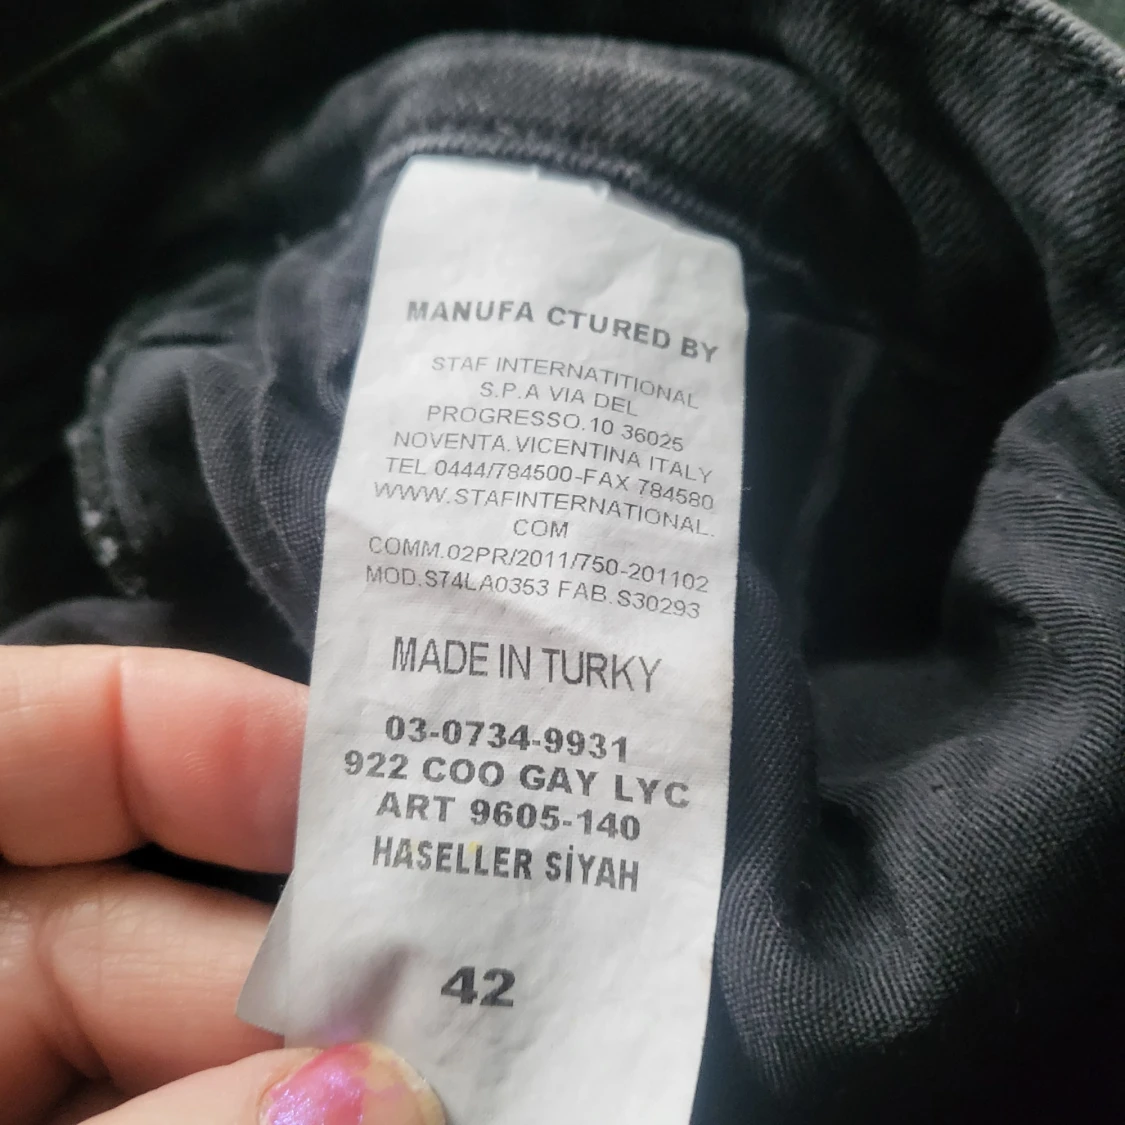 MANUFA CTURED BY
STAF INTERNATITIONAL
S.P.A VIA DEL
PROGRESSO.10 36025
NOVENTA.VICENTINA ITALY
TEL 0444/784500-FAX 784580
WWW.STAFINTERNATIONAL.
COM
COMM.02PR/2011/750-201102
MOD.S74LA0353 FAB.S30293
MADE IN TURKY
03-0734-9931
922 COO GAY LYC
ART 9605-140
HASELLER SİYAH
42